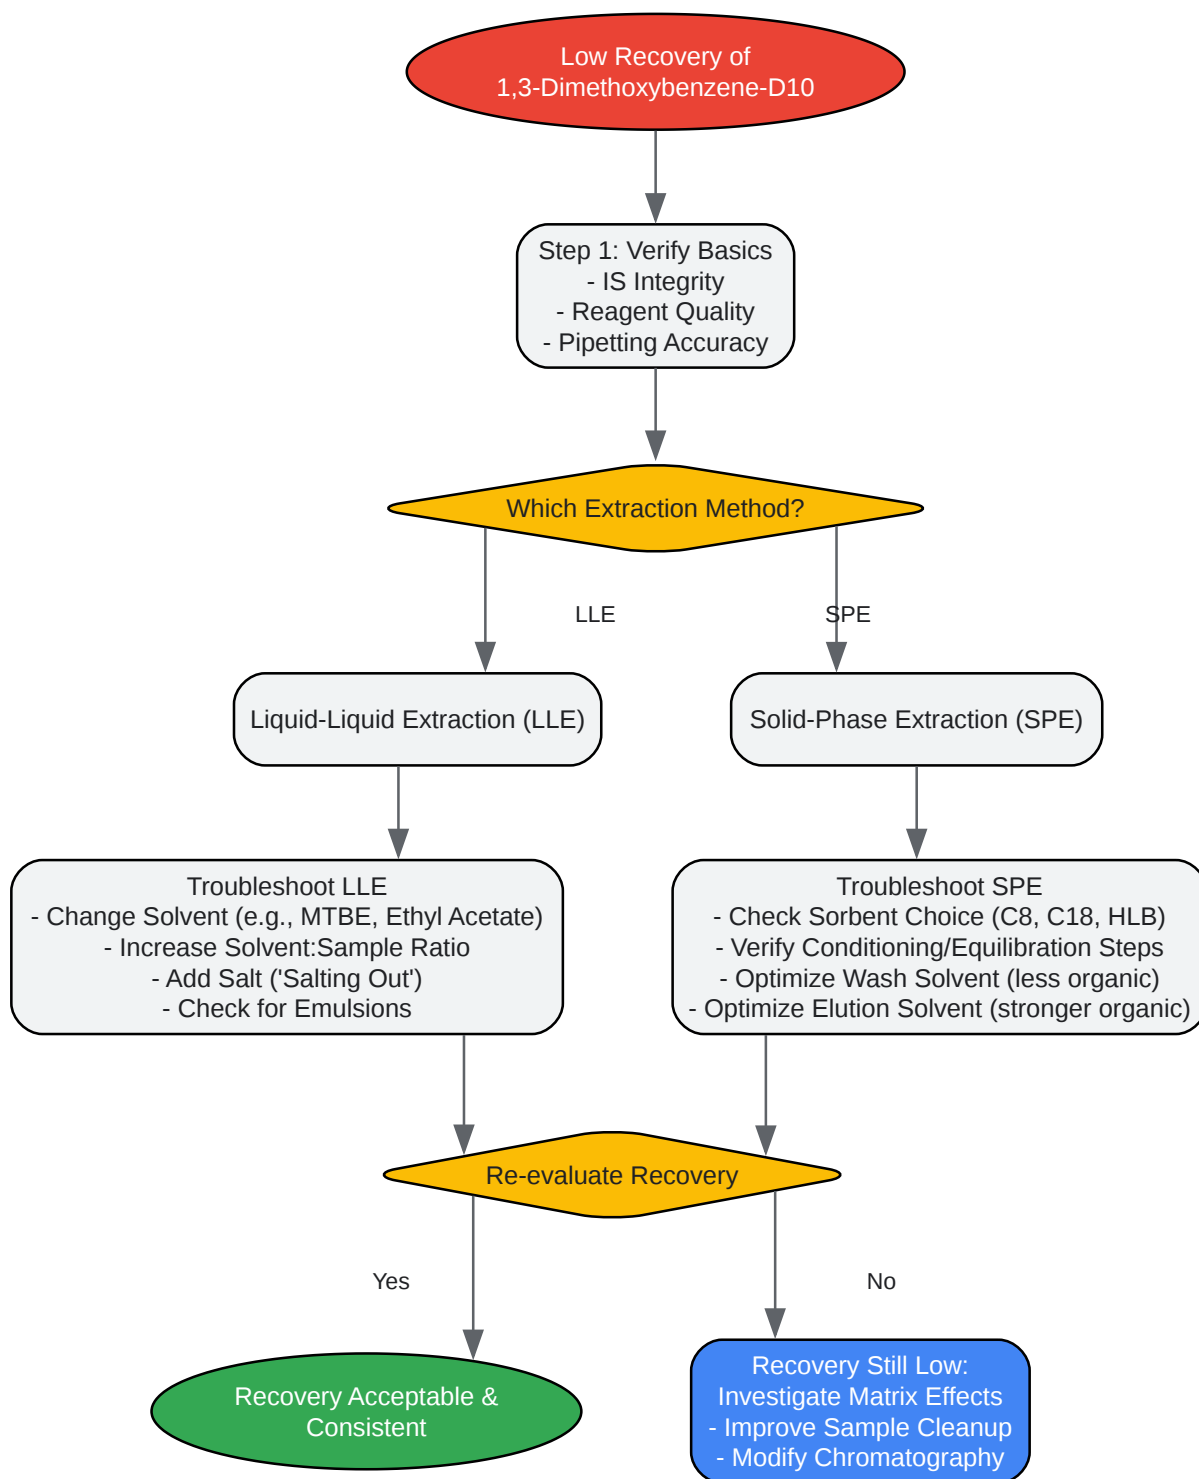 Low Recovery of
1,3-Dimethoxybenzene-D10
Step 1: Verify Basics
- IS Integrity
- Reagent Quality
- Pipetting Accuracy
Which Extraction Method?
LLE
SPE
Liquid-Liquid Extraction (LLE)
Solid-Phase Extraction (SPE)
Troubleshoot LLE
- Change Solvent (e.g., MTBE, Ethyl Acetate)
- Increase Solvent:Sample Ratio
- Add Salt ('Salting Out')
- Check for Emulsions
Troubleshoot SPE
- Check Sorbent Choice (C8, C18, HLB)
- Verify Conditioning/Equilibration Steps
- Optimize Wash Solvent (less organic)
- Optimize Elution Solvent (stronger organic)
Re-evaluate Recovery
Yes
No
Recovery Acceptable &
Consistent
Recovery Still Low:
Investigate Matrix Effects
- Improve Sample Cleanup
- Modify Chromatography